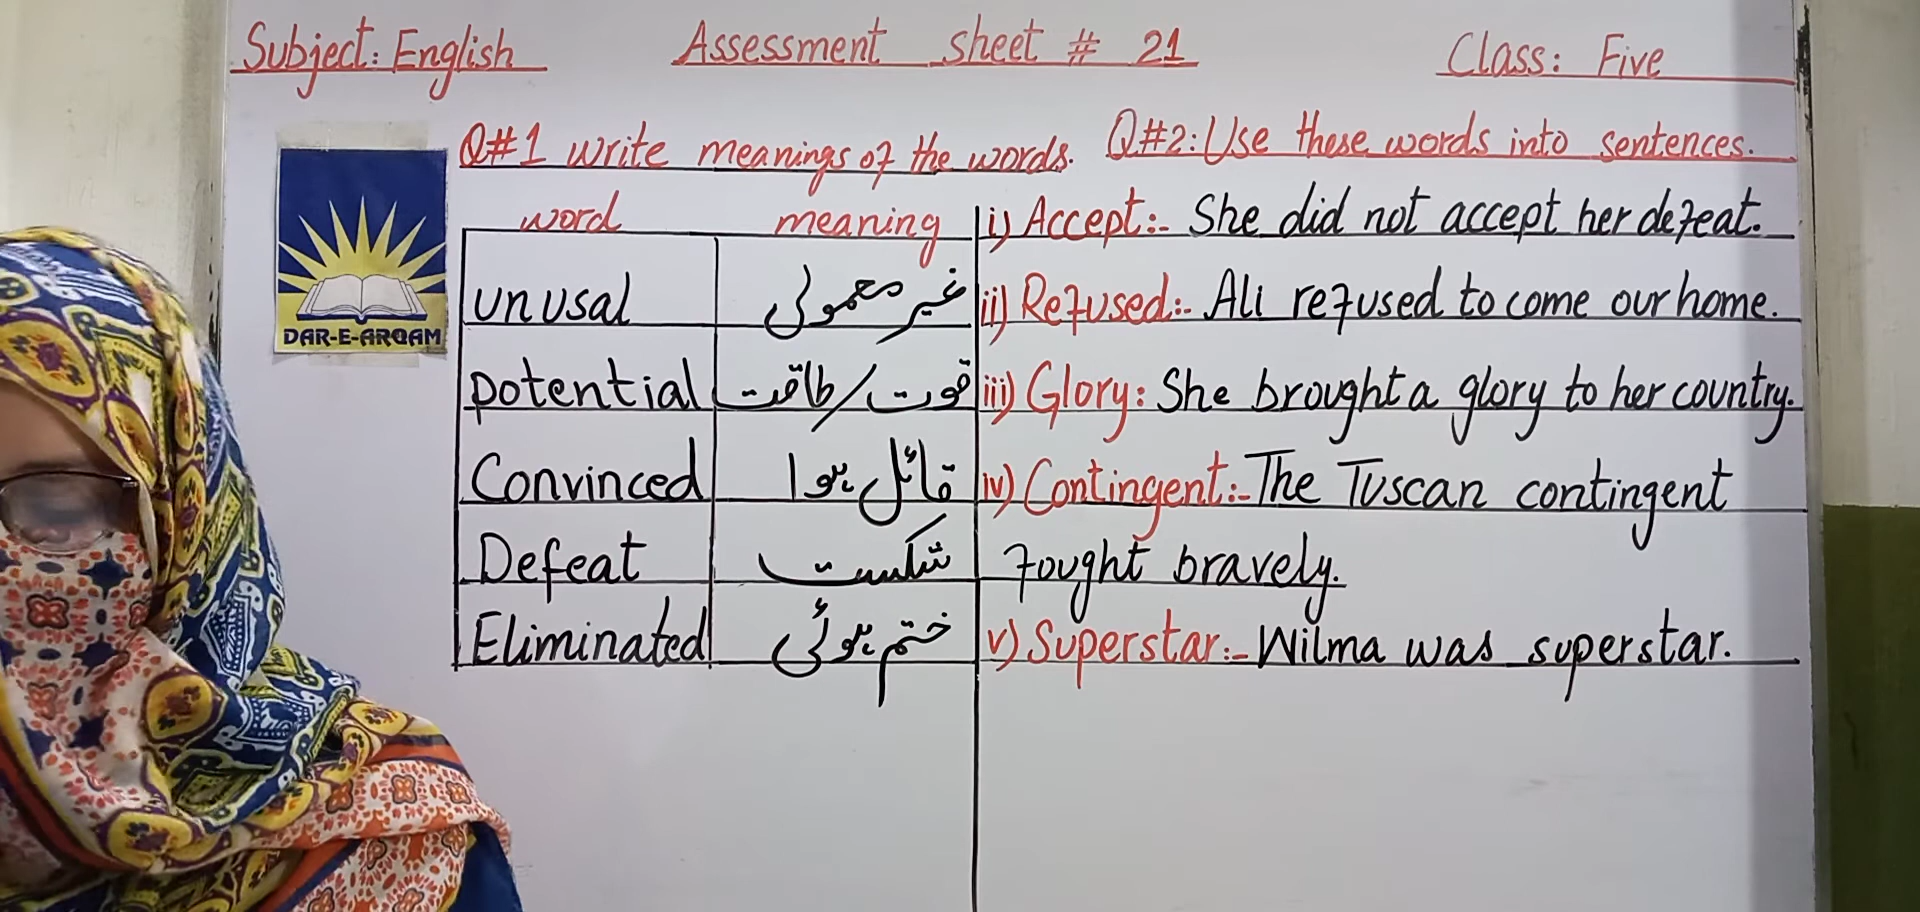 Subject: English Assessment sheet # 21 Class: Five
Q#1 write meanings of the words.
word meaning
unusal غیر معمولی
potential قوت/طاقت
Convinced قائل ہوا
Defeat شکست
Eliminated ختم ہوئی
Q#2: Use these words into sentences.
i) Accept:- She did not accept her defeat.
ii) Refused:- Ali refused to come our home.
iii) Glory: She brought a glory to her country.
iv) Contingent:- The Tuscan contingent
fought bravely.
v) Superstar:- Wilma was superstar.
DAR-E-ARQAM